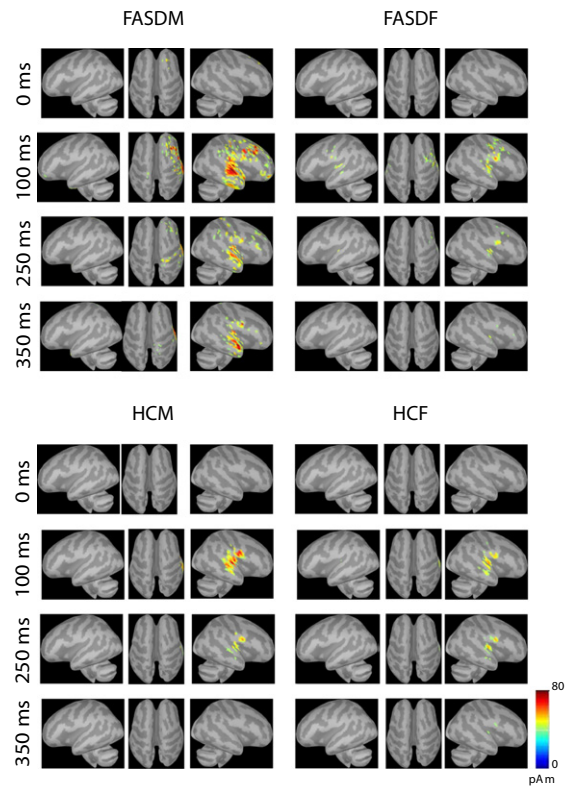 FASDM FASDF
0 ms
100 ms
250 ms
350 ms
HCM HCF
0 ms
100 ms
250 ms
350 ms
80
0
pAm